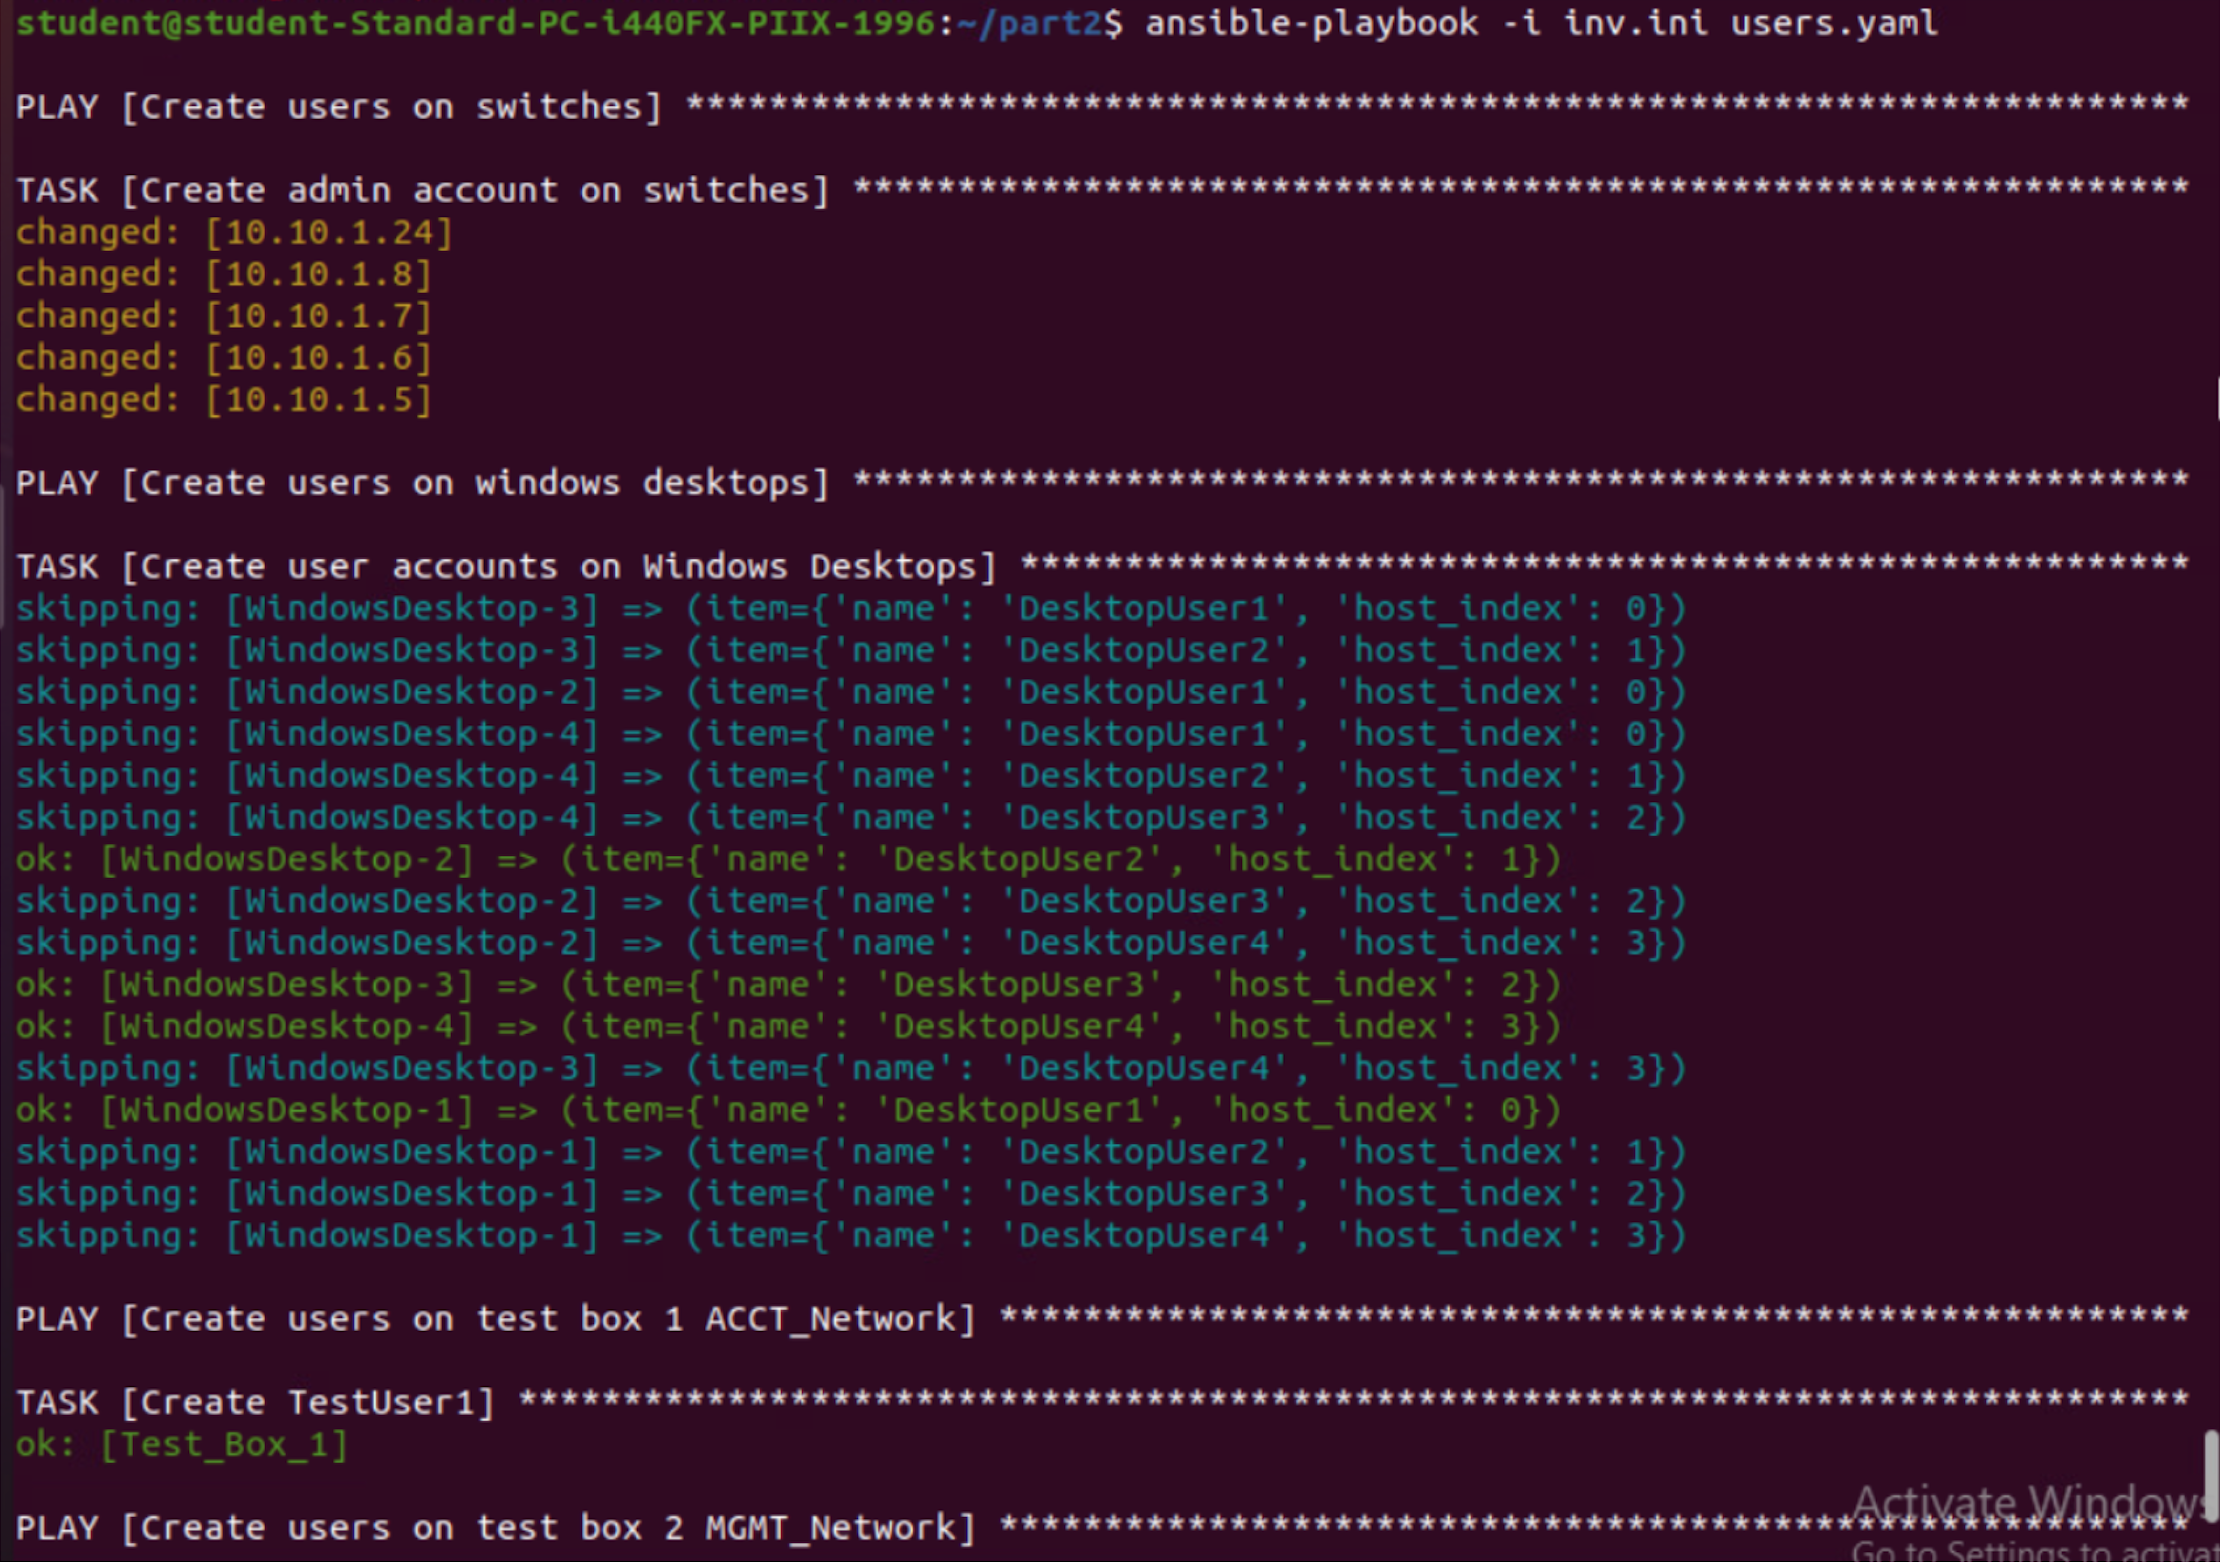 student@student-Standard-PC-i440FX-PIIX-1996:~/part2$ ansible-playbook -i inv.ini users.yaml
PLAY [Create users on switches] ************************************************************************
TASK [Create admin account on switches] ****************************************************************
changed: [10.10.1.24]
changed: [10.10.1.8]
changed: [10.10.1.7]
changed: [10.10.1.6]
changed: [10.10.1.5]
PLAY [Create users on windows desktops] ****************************************************************
TASK [Create user accounts on Windows Desktops] ********************************************************
skipping: [WindowsDesktop-3] => (item={'name': 'DesktopUser1', 'host_index': 0})
skipping: [WindowsDesktop-3] => (item={'name': 'DesktopUser2', 'host_index': 1})
skipping: [WindowsDesktop-2] => (item={'name': 'DesktopUser1', 'host_index': 0})
skipping: [WindowsDesktop-4] => (item={'name': 'DesktopUser1', 'host_index': 0})
skipping: [WindowsDesktop-4] => (item={'name': 'DesktopUser2', 'host_index': 1})
skipping: [WindowsDesktop-4] => (item={'name': 'DesktopUser3', 'host_index': 2})
ok: [WindowsDesktop-2] => (item={'name': 'DesktopUser2', 'host_index': 1})
skipping: [WindowsDesktop-2] => (item={'name': 'DesktopUser3', 'host_index': 2})
skipping: [WindowsDesktop-2] => (item={'name': 'DesktopUser4', 'host_index': 3})
ok: [WindowsDesktop-3] => (item={'name': 'DesktopUser3', 'host_index': 2})
ok: [WindowsDesktop-4] => (item={'name': 'DesktopUser4', 'host_index': 3})
skipping: [WindowsDesktop-3] => (item={'name': 'DesktopUser4', 'host_index': 3})
ok: [WindowsDesktop-1] => (item={'name': 'DesktopUser1', 'host_index': 0})
skipping: [WindowsDesktop-1] => (item={'name': 'DesktopUser2', 'host_index': 1})
skipping: [WindowsDesktop-1] => (item={'name': 'DesktopUser3', 'host_index': 2})
skipping: [WindowsDesktop-1] => (item={'name': 'DesktopUser4', 'host_index': 3})
PLAY [Create users on test box 1 ACCT_Network] *********************************************************
TASK [Create TestUser1] ********************************************************************************
ok: [Test_Box_1]
PLAY [Create users on test box 2 MGMT_Network] *********************************************************
Activate Windows
Go to Settings to activat